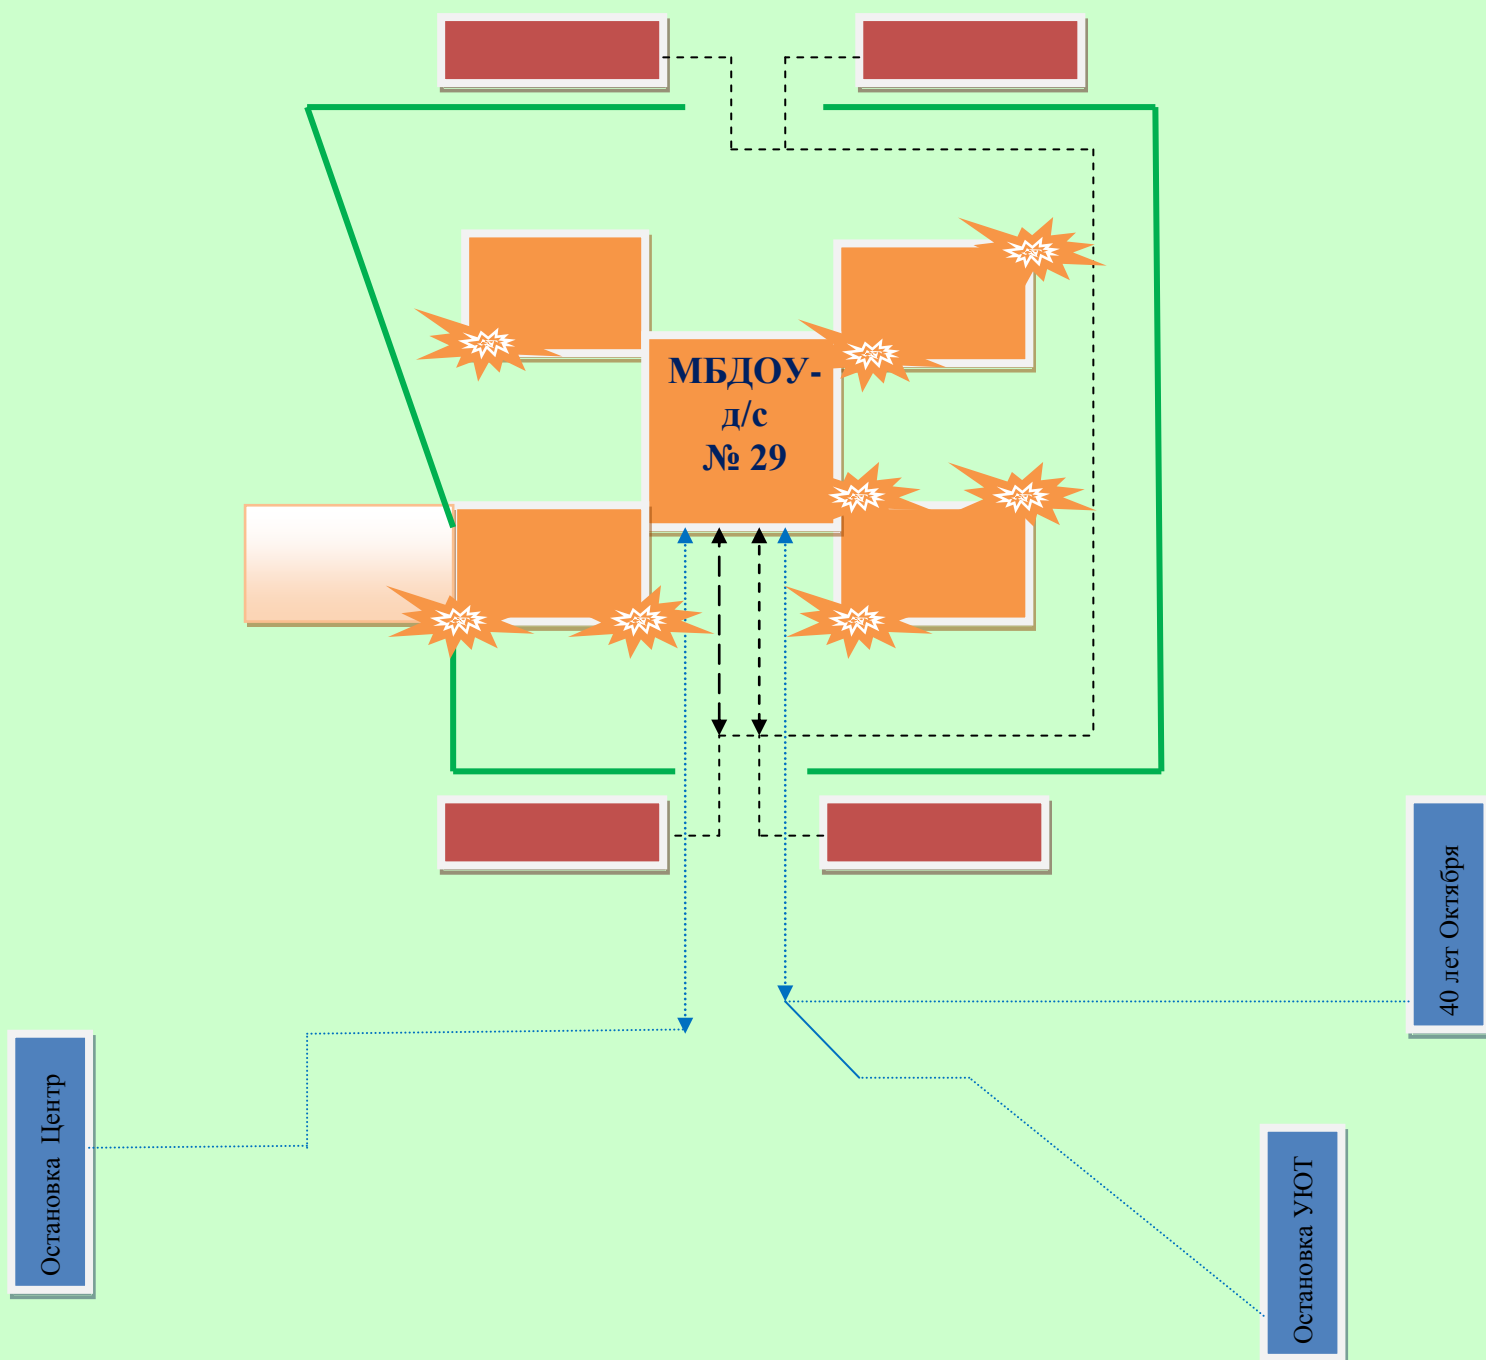 МБДОУ-
д/с
№ 29
40 лет Октября
Остановка Центр
Остановка УЮТ